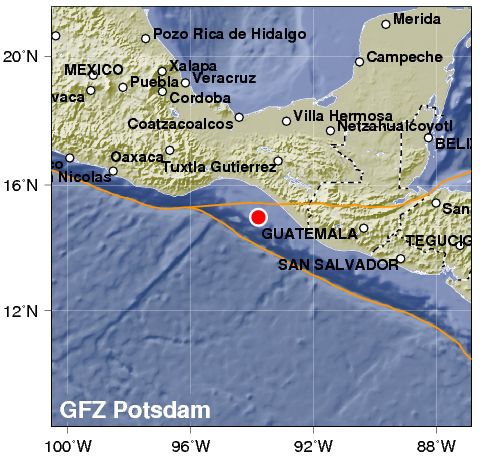 Merida
20°N
Pozo Rica de Hidalgo
Campeche
MEXICO
Xalapa
Puebla
Veracruz
vaca
Cordoba
Coatzacoalcos
Villa Hermosa
Netzahualcoyotl
BELI
Oaxaca
Tuxtla Gutierrez
co
Nicolas
16°N
San
GUATEMALA
TEGUCIG
SAN SALVADOR
12°N
GFZ Potsdam
100°W
96°W
92°W
88°W